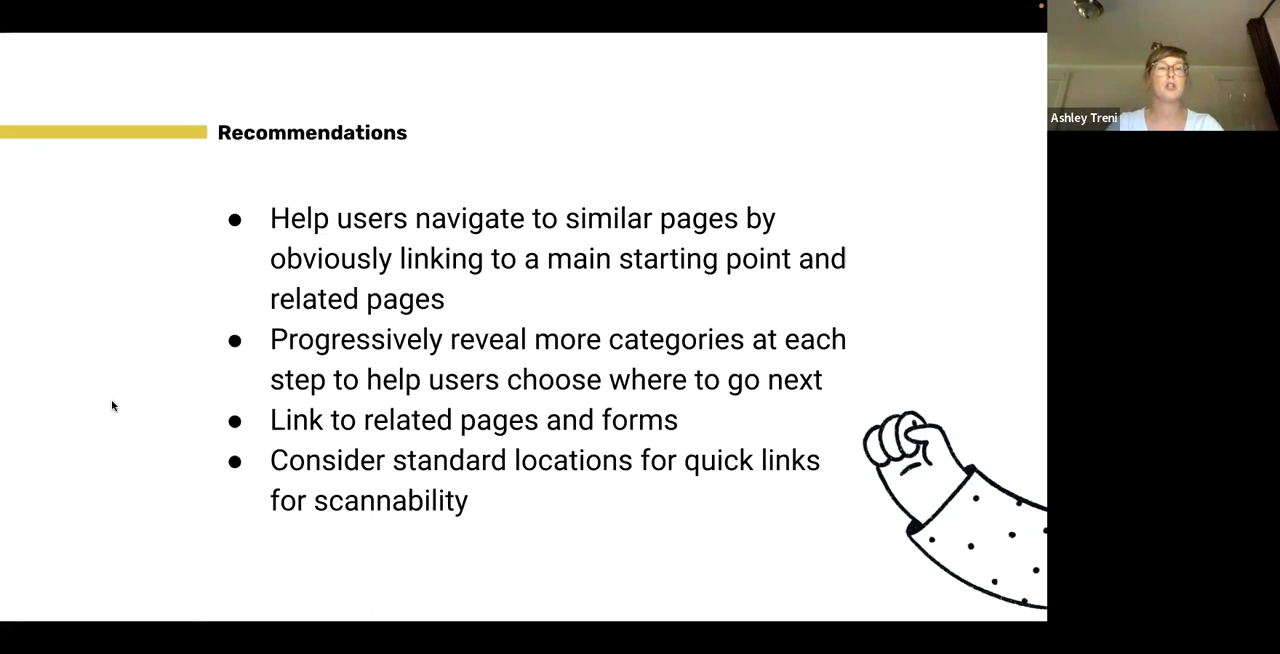 Recommendations
● Help users navigate to similar pages by
obviously linking to a main starting point and
related pages
● Progressively reveal more categories at each
step to help users choose where to go next
● Link to related pages and forms
● Consider standard locations for quick links
for scannability
Ashley Treni